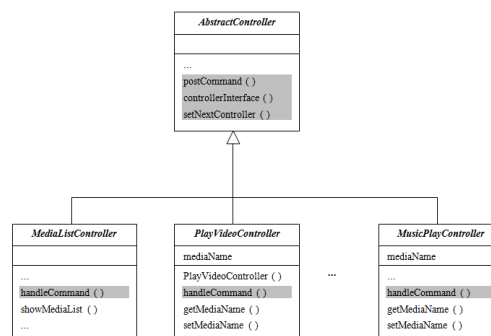 AbstractController
...
postCommand ( )
controllerInterface ( )
setNextController ( )
MediaListController
...
handleCommand ( )
showMediaList ( )
...
PlayVideoController
mediaName
PlayVideoController ( )
handleCommand ( )
getMediaName ( )
setMediaName ( )
...
MusicPlayController
mediaName
...
handleCommand ( )
getMediaName ( )
setMediaName ( )